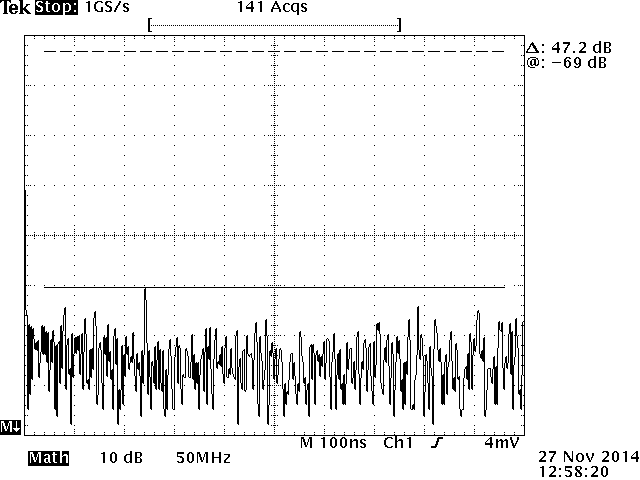 Tek Stop: 1GS/s 141 Acqs
Δ: 47.2 dB
@: −69 dB
M↓
M 100ns Ch1 4mV
Math 10 dB 50MHz
27 Nov 2014
12:58:20